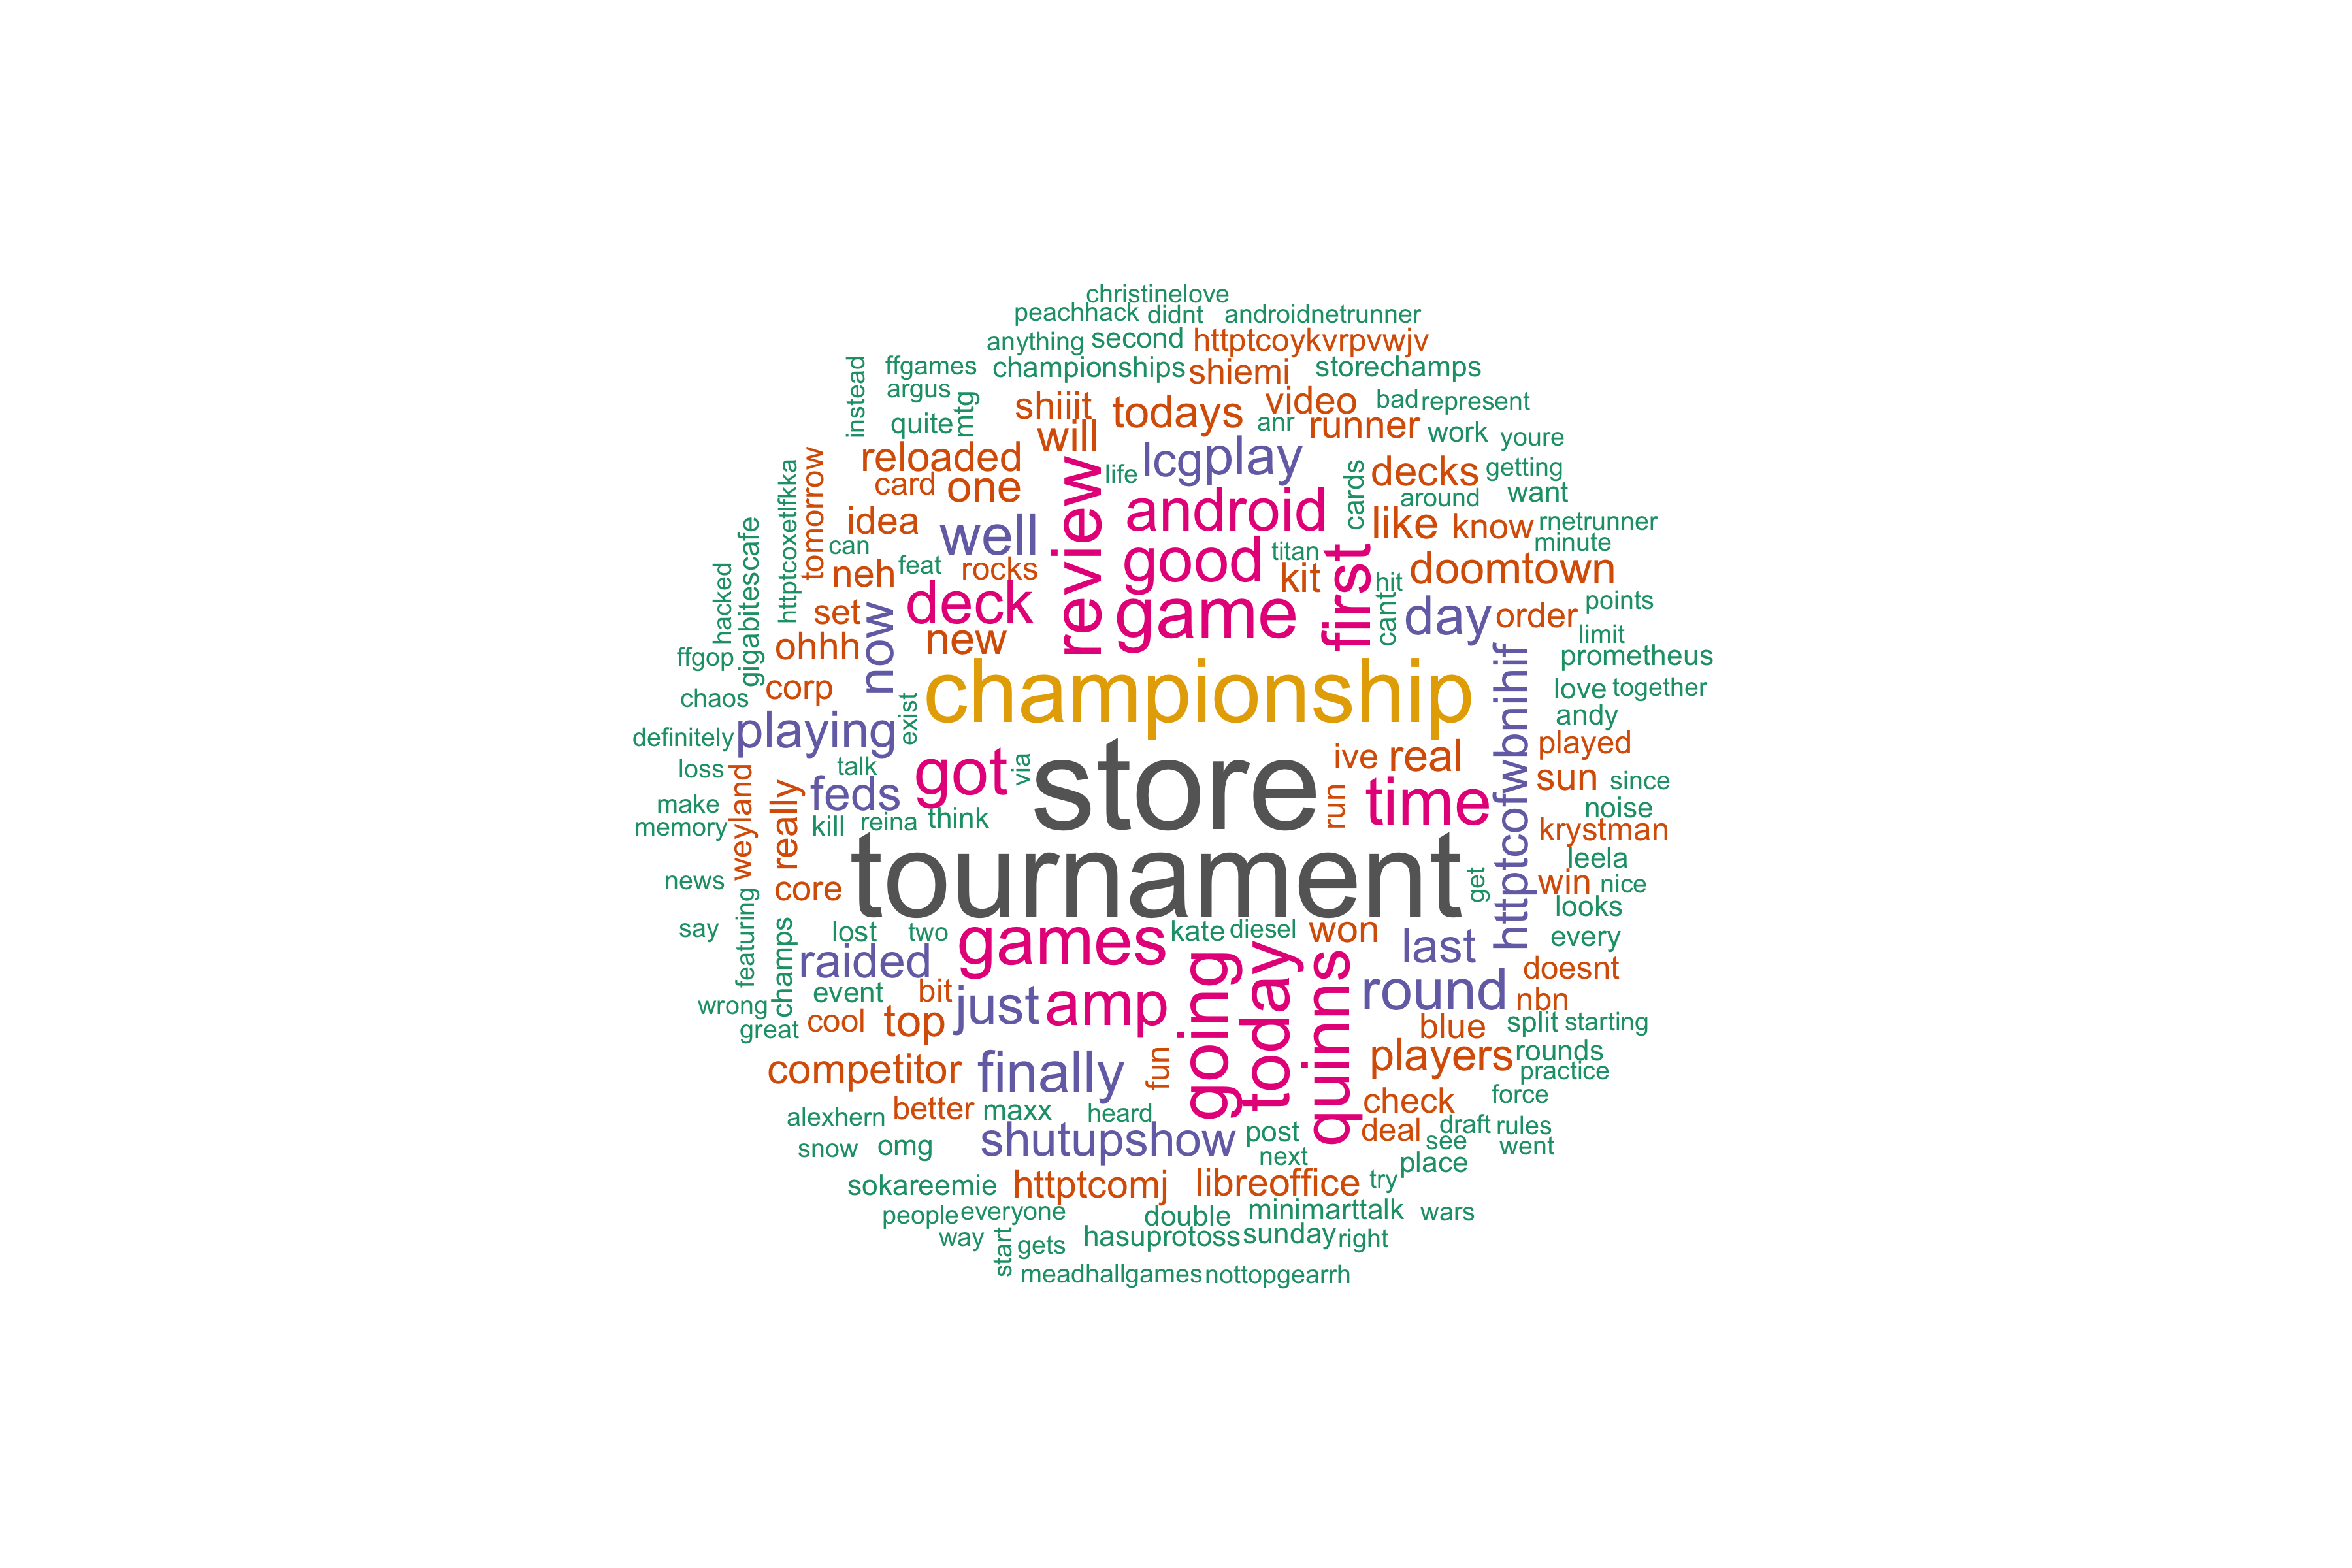 christinelove
peachhack didnt androidnetrunner
anything second httptcoykvrpvwjv
instead ffgames championships shiemi storechamps
argus shiiit todays video bad represent
quite mtg will anr runner work youre
httptcoxetlfkka tomorrow reloaded review life lcg play cards decks getting
card one android around want
idea well like know rnetrunner
gigabitescafe can good titan first minute
hacked neh feat rocks kit hit doomtown
set now deck game cant day order points
ohhh new limit
ffgop championship httptcofwbnihif prometheus
chaos corp exist love together
definitely playing store andy
loss weyland talk got via ive real played
make really feds run time sun since
memory kill reina think noise
tournament krystman
news core get leela
win nice
say featuring champs lost two games kate diesel won last looks
raided going today quinns every
wrong event bit just amp round doesnt
great cool top nbn
blue split starting
competitor finally fun players rounds
practice
alexhern better maxx heard check force
snow omg shutupshow post deal draft rules
next see went
place
sokareemie httptcomj libreoffice try
people everyone double minimarttalk wars
way start gets hasuprotoss sunday right
meadhallgames nottopgearrh